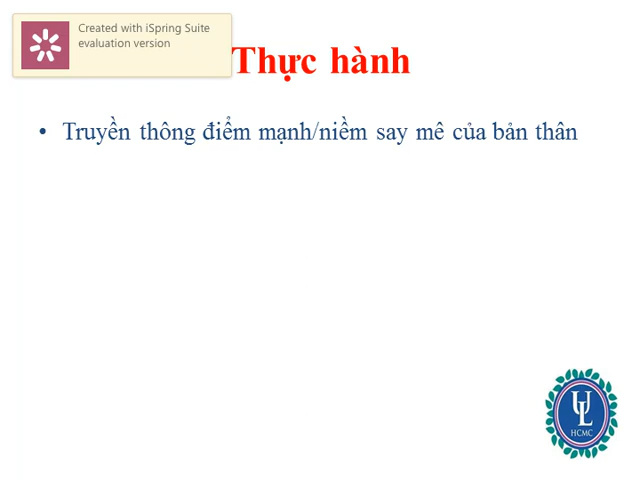 Created with iSpring Suite
evaluation version
Thực hành
• Truyền thông điểm mạnh/niềm say mê của bản thân
UL
HCMC